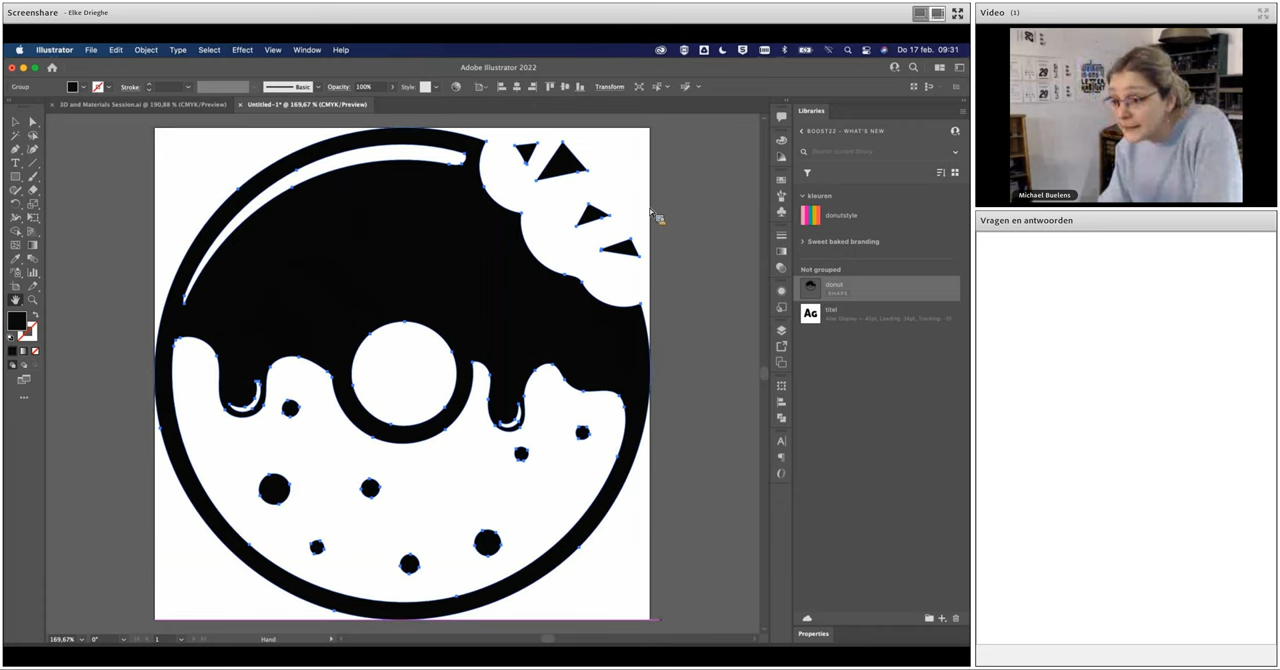 Screenshare - Elke Drieghe
Illustrator File Edit Object Type Select Effect View Window Help
Do 17 feb. 09:31
Adobe Illustrator 2022
Group
Stroke:
Basic
Opacity: 100%
Style:
Transform
× 3D and Materials Session.ai @ 190,88 % (CMYK/Preview)
× Untitled-1* @ 169,67 % (CMYK/Preview)
Libraries
BOOST22 - WHAT'S NEW
Search current library
kleuren
donutstyle
Sweet baked branding
Not grouped
donut
SHAPE
Ag
titel
Properties
169,67%
0°
1
Hand
Video (1)
Michael Buelens
Vragen en antwoorden